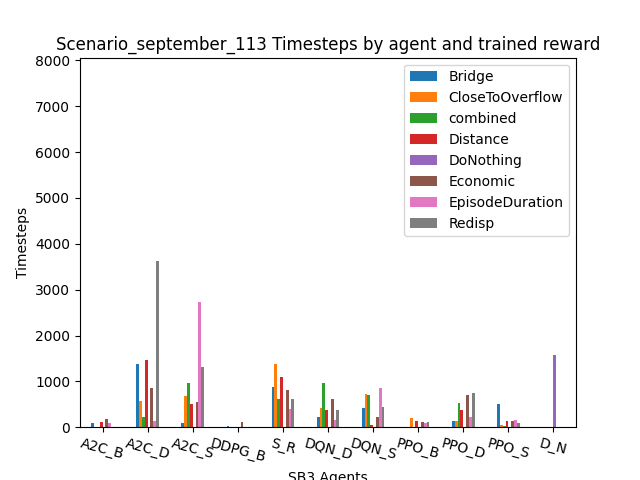 Scenario_september_113 Timesteps by agent and trained reward
8000
7000
6000
5000
4000
3000
2000
1000
0
Timesteps
Bridge
CloseToOverflow
combined
Distance
DoNothing
Economic
EpisodeDuration
Redisp
A2C_B
A2C_D
A2C_S
DDPG_B
S_R
DQN_D
DQN_S
PPO_B
PPO_D
PPO_S
D_N
SB3 Agents